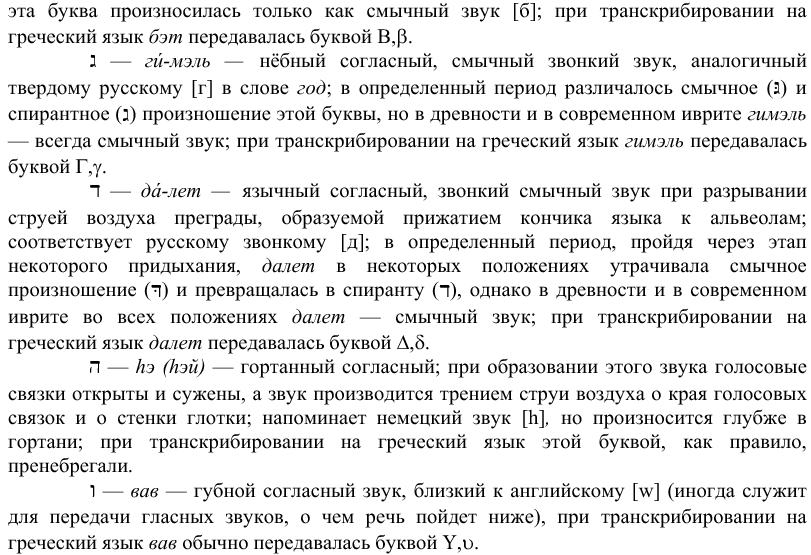 эта буква произносилась только как смычный звук [б]; при транскрибировании на
греческий язык бэт передавалась буквой Β,β.
ג — ги́-мэль — нёбный согласный, смычный звонкий звук, аналогичный
твердому русскому [г] в слове год; в определенный период различалось смычное (גּ) и
спирантное (ג) произношение этой буквы, но в древности и в современном иврите гимэль
— всегда смычный звук; при транскрибировании на греческий язык гимэль передавалась
буквой Γ,γ.
ד — дá-лет — язычный согласный, звонкий смычный звук при разрывании
струей воздуха преграды, образуемой прижатием кончика языка к альвеолам;
соответствует русскому звонкому [д]; в определенный период, пройдя через этап
некоторого придыхания, далет в некоторых положениях утрачивала смычное
произношение (דּ) и превращалась в спиранту (ד), однако в древности и в современном
иврите во всех положениях далет — смычный звук; при транскрибировании на
греческий язык далет передавалась буквой Δ,δ.
ה — hэ (hэй) — гортанный согласный; при образовании этого звука голосовые
связки открыты и сужены, а звук производится трением струи воздуха о края голосовых
связок и о стенки глотки; напоминает немецкий звук [h], но произносится глубже в
гортани; при транскрибировании на греческий язык этой буквой, как правило,
пренебрегали.
ו — вав — губной согласный звук, близкий к английскому [w] (иногда служит
для передачи гласных звуков, о чем речь пойдет ниже), при транскрибировании на
греческий язык вав обычно передавалась буквой Υ,υ.